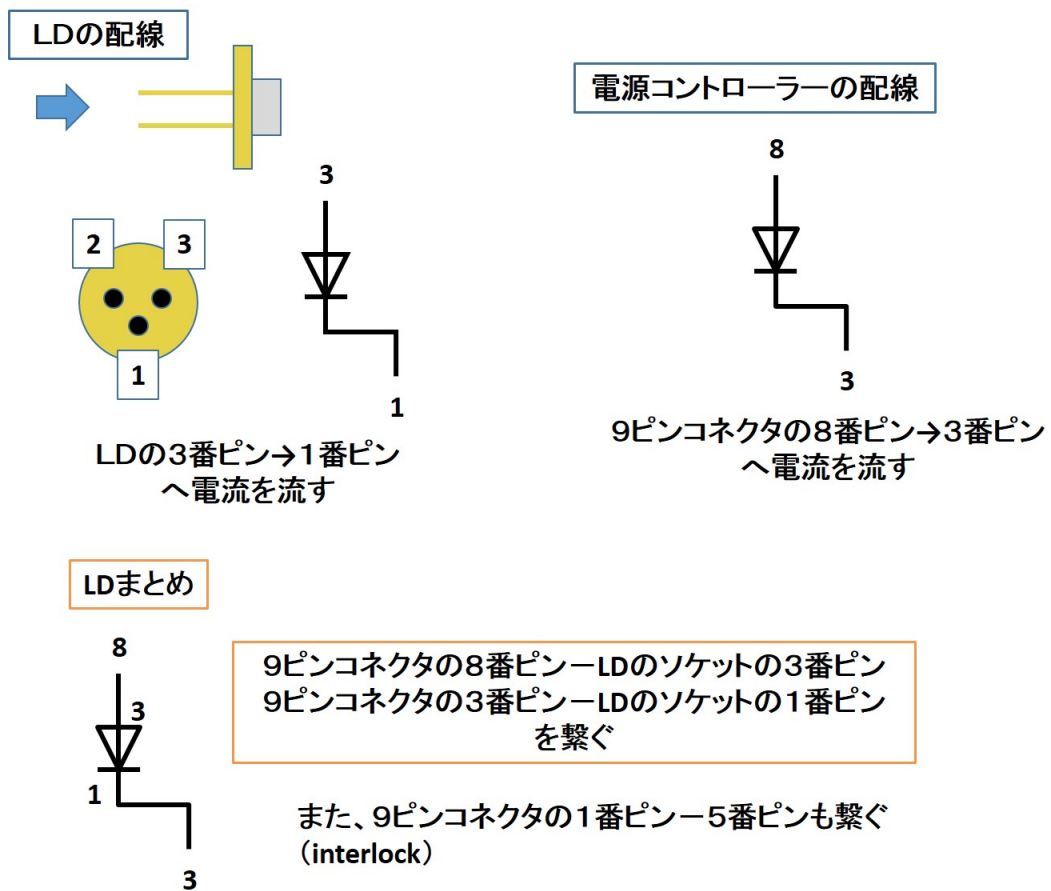 LDの配線
電源コントローラーの配線
8
3
3
2
3
1
1
LDの3番ピン→1番ピン
へ電流を流す
9ピンコネクタの8番ピン→3番ピン
へ電流を流す
LDまとめ
8
3
1
3
9ピンコネクタの8番ピン－LDのソケットの3番ピン
9ピンコネクタの3番ピン－LDのソケットの1番ピン
を繋ぐ
また、9ピンコネクタの1番ピン－5番ピンも繋ぐ
（interlock）